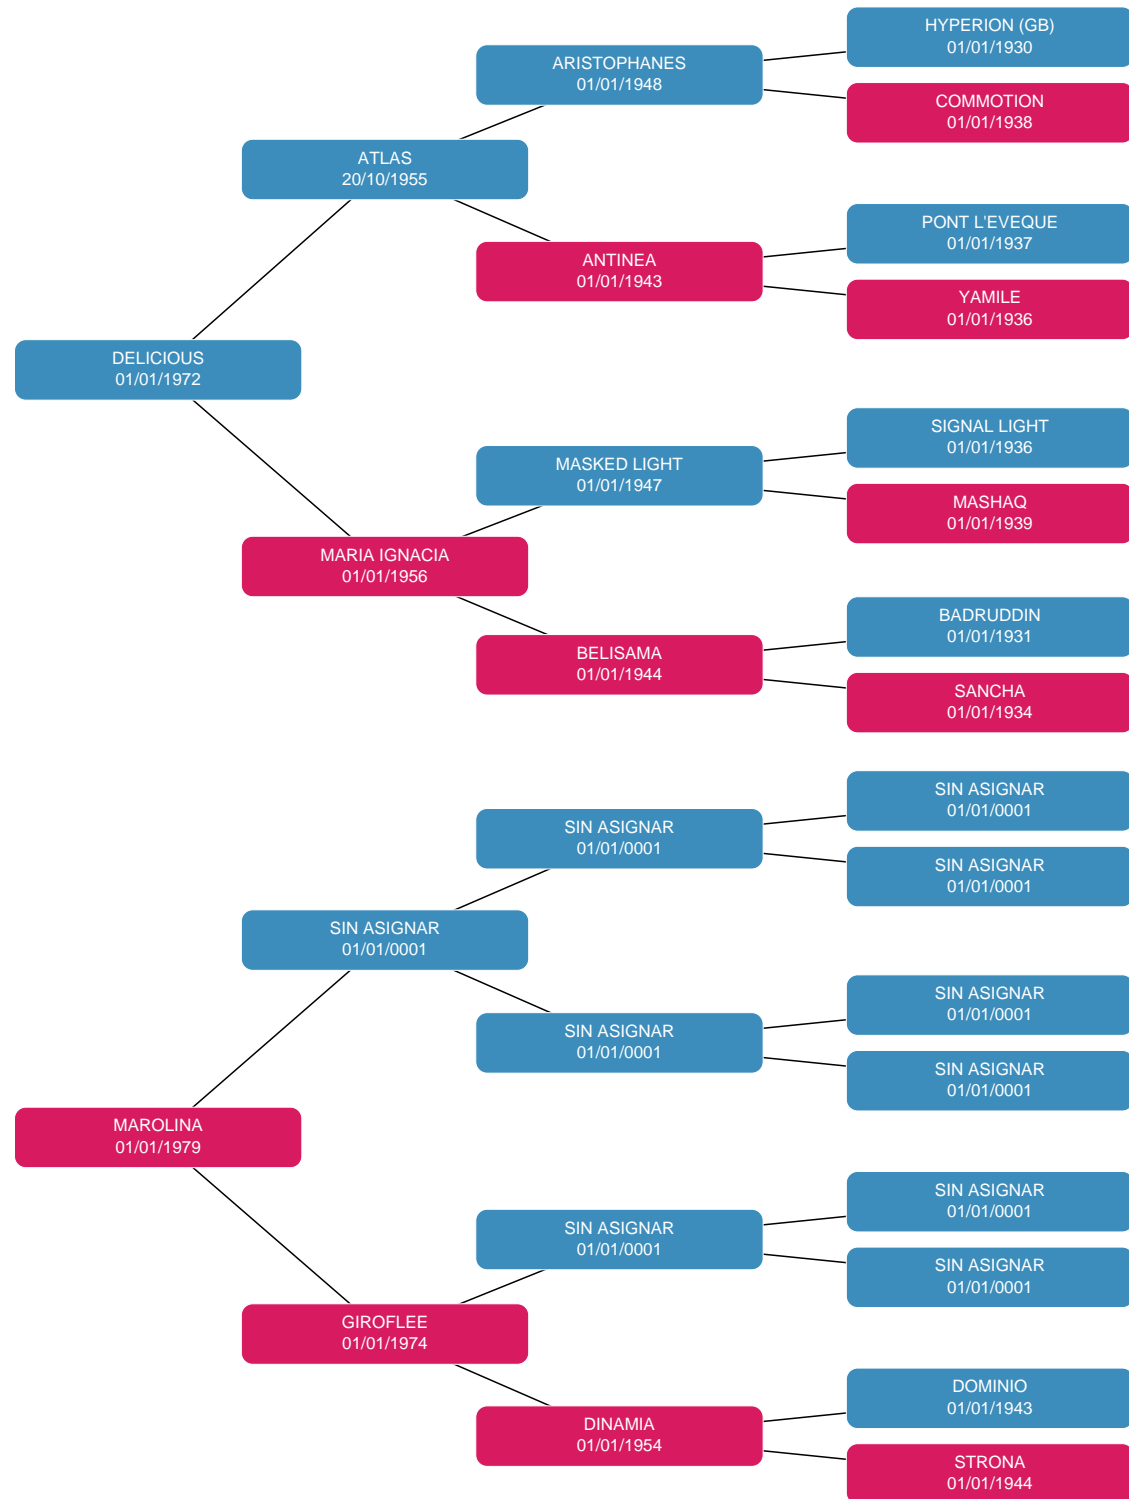 HYPERION (GB)
01/01/1930
ARISTOPHANES
01/01/1948
COMMOTION
01/01/1938
ATLAS
20/10/1955
PONT L'EVEQUE
01/01/1937
ANTINEA
01/01/1943
YAMILE
01/01/1936
DELICIOUS
01/01/1972
SIGNAL LIGHT
01/01/1936
MASKED LIGHT
01/01/1947
MASHAQ
01/01/1939
MARIA IGNACIA
01/01/1956
BADRUDDIN
01/01/1931
BELISAMA
01/01/1944
SANCHA
01/01/1934
SIN ASIGNAR
01/01/0001
SIN ASIGNAR
01/01/0001
SIN ASIGNAR
01/01/0001
SIN ASIGNAR
01/01/0001
SIN ASIGNAR
01/01/0001
SIN ASIGNAR
01/01/0001
SIN ASIGNAR
01/01/0001
MAROLINA
01/01/1979
SIN ASIGNAR
01/01/0001
SIN ASIGNAR
01/01/0001
SIN ASIGNAR
01/01/0001
GIROFLEE
01/01/1974
DOMINIO
01/01/1943
DINAMIA
01/01/1954
STRONA
01/01/1944